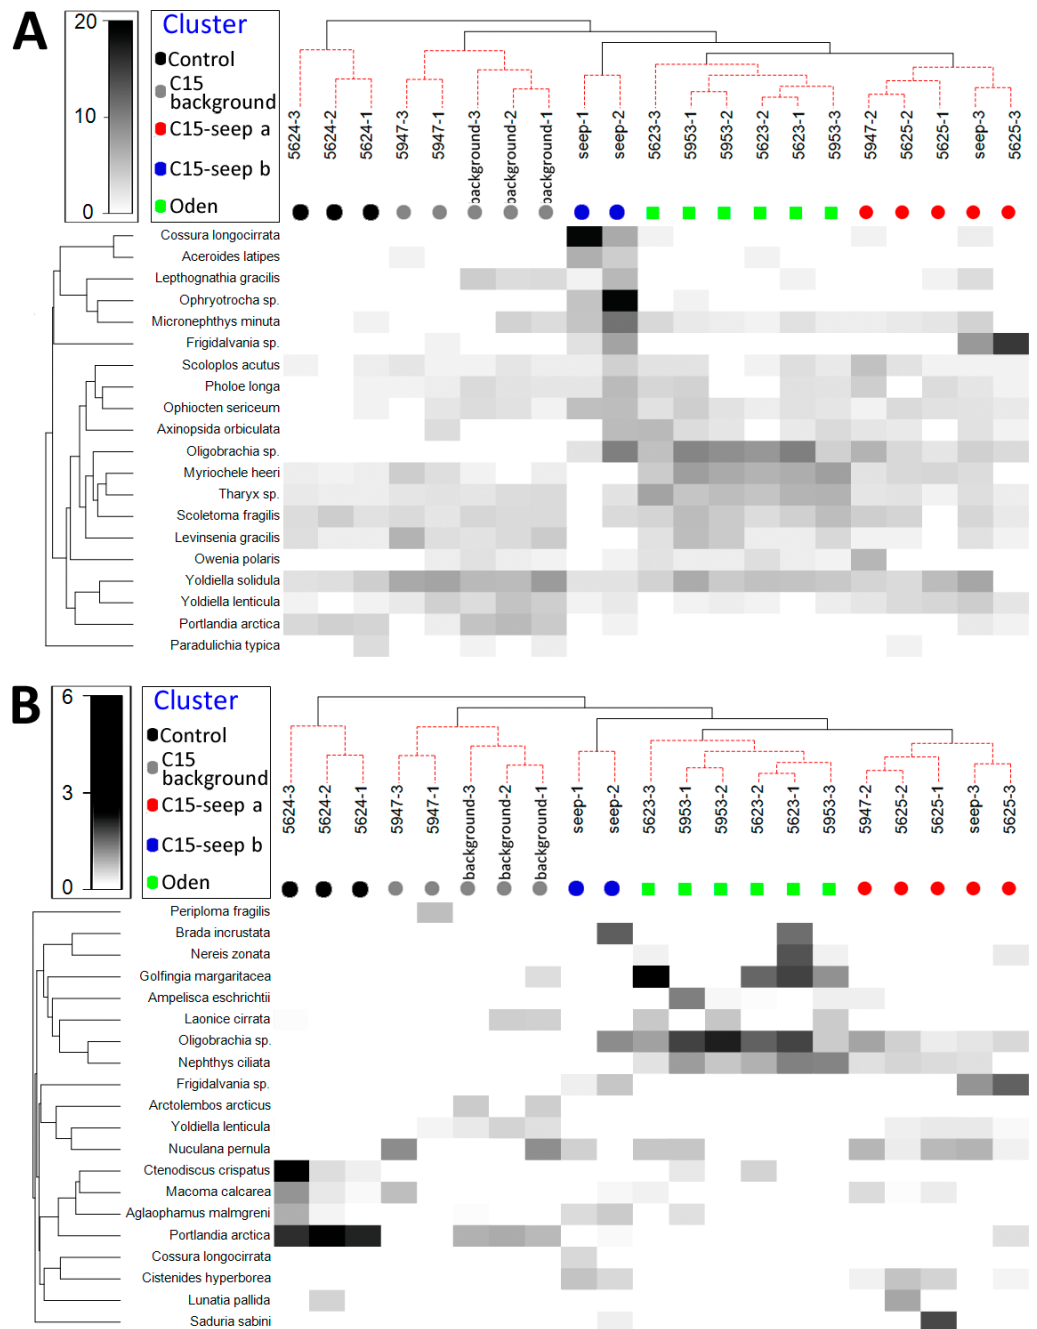 A
20
10
0
Cluster
Control
C15
background
C15-seep a
C15-seep b
Oden
5624-3
5624-2
5624-1
5947-3
5947-1
background-3
background-2
background-1
seep-1
seep-2
5623-3
5953-1
5953-2
5623-2
5623-1
5953-3
5947-2
5625-2
5625-1
seep-3
5625-3
Cossura longocirrata
Aceroides latipes
Lepthognathia gracilis
Ophryotrocha sp.
Micronephthys minuta
Frigidalvania sp.
Scoloplos acutus
Pholoe longa
Ophiocten sericeum
Axinopsida orbiculata
Oligobrachia sp.
Myriochele heeri
Tharyx sp.
Scoletoma fragilis
Levinsenia gracilis
Owenia polaris
Yoldiella solidula
Yoldiella lenticula
Portlandia arctica
Paradulichia typica
B
6
3
0
Cluster
Control
C15
background
C15-seep a
C15-seep b
Oden
5624-3
5624-2
5624-1
5947-3
5947-1
background-3
background-2
background-1
seep-1
seep-2
5623-3
5953-1
5953-2
5623-2
5623-1
5953-3
5947-2
5625-2
5625-1
seep-3
5625-3
Periploma fragilis
Brada incrustata
Nereis zonata
Golfingia margaritacea
Ampelisca eschrichtii
Laonice cirrata
Oligobrachia sp.
Nephthys ciliata
Frigidalvania sp.
Arctolembos arcticus
Yoldiella lenticula
Nuculana pernula
Ctenodiscus crispatus
Macoma calcarea
Aglaophamus malmgreni
Portlandia arctica
Cossura longocirrata
Cistenides hyperborea
Lunatia pallida
Saduria sabini